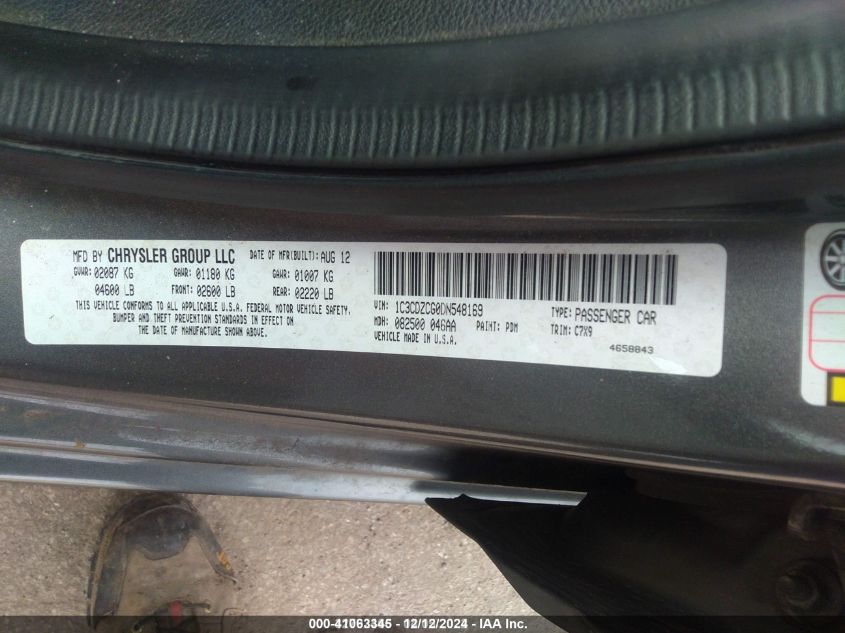 MFD BY CHRYSLER GROUP LLC DATE OF MFR(BUILT): AUG 12
GVWR: 02087 KG GAWR: 01180 KG GAWR: 01007 KG
04600 LB FRONT: 02600 LB REAR: 02220 LB
THIS VEHICLE CONFORMS TO ALL APPLICABLE U.S.A. FEDERAL MOTOR VEHICLE SAFETY,
BUMPER AND THEFT PREVENTION STANDARDS IN EFFECT ON
THE DATE OF MANUFACTURE SHOWN ABOVE.
VIN: 1C3CDZCG0DN548169 TYPE: PASSENGER CAR
MDH: 082500 046AA PAINT: PDM TRIM: C7X9
VEHICLE MADE IN U.S.A. 4658843
000-41063345 - 12/12/2024 - IAA Inc.